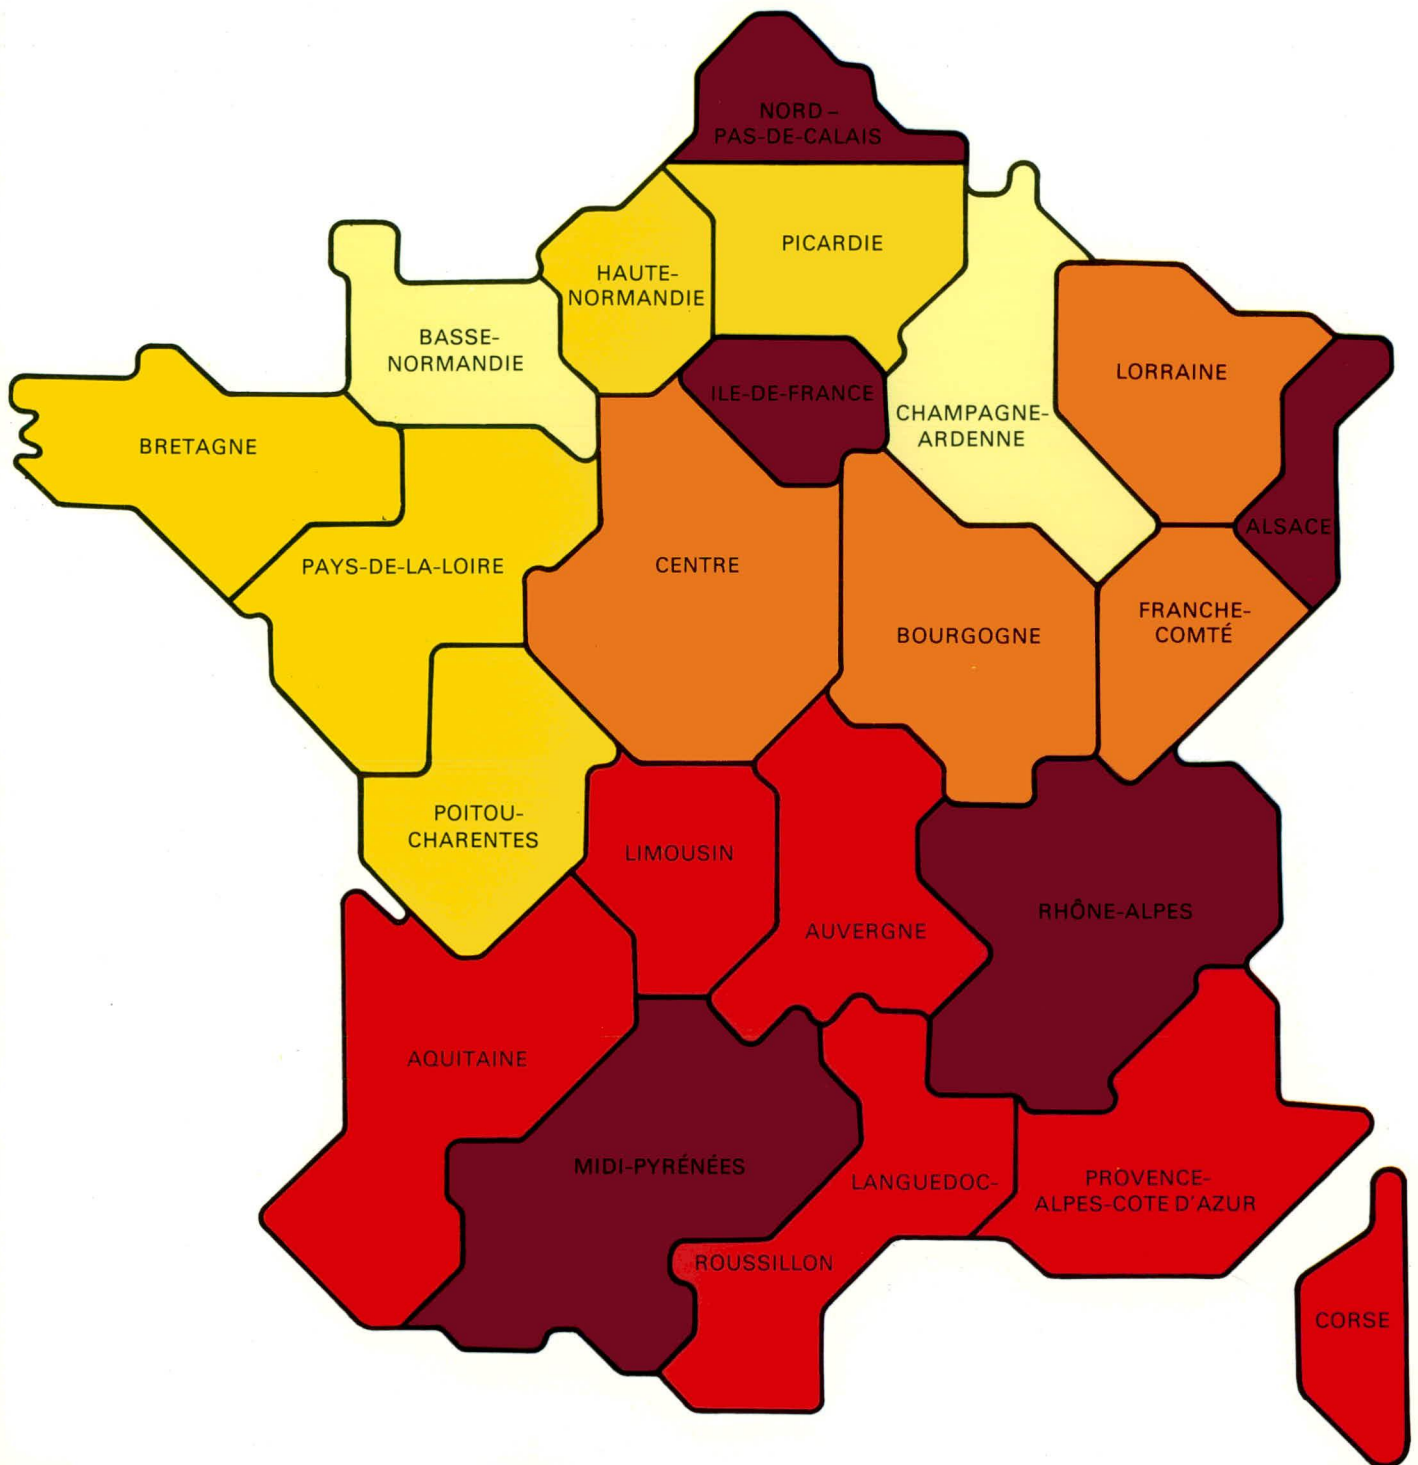 NORD –
PAS-DE-CALAIS
PICARDIE
HAUTE-
NORMANDIE
BASSE-
NORMANDIE
ILE-DE-FRANCE
CHAMPAGNE-
ARDENNE
LORRAINE
ALSACE
BRETAGNE
PAYS-DE-LA-LOIRE
CENTRE
BOURGOGNE
FRANCHE-
COMTÉ
POITOU-
CHARENTES
LIMOUSIN
AUVERGNE
RHÔNE-ALPES
AQUITAINE
MIDI-PYRÉNÉES
LANGUEDOC-
ROUSSILLON
PROVENCE-
ALPES-COTE D'AZUR
CORSE